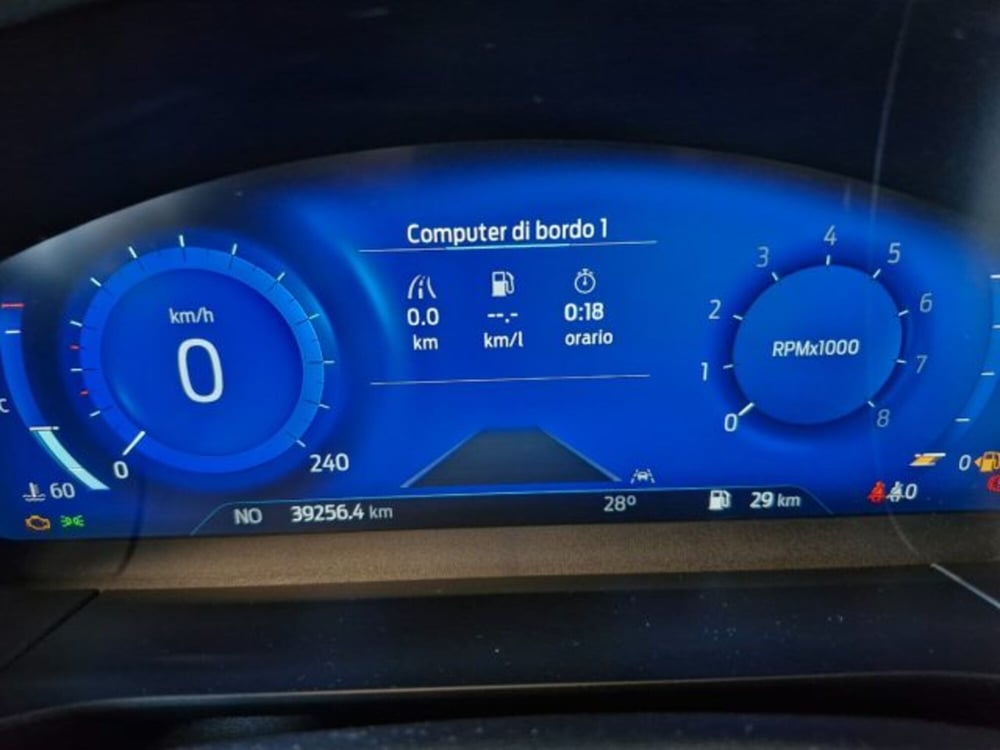 Computer di bordo 1
0.0
--.-
0:18
km
km/l
orario
km/h
0
0
240
RPMx1000
0
1
2
3
4
5
6
7
8
C
60
NO
39256.4 km
28°
29 km
0
0